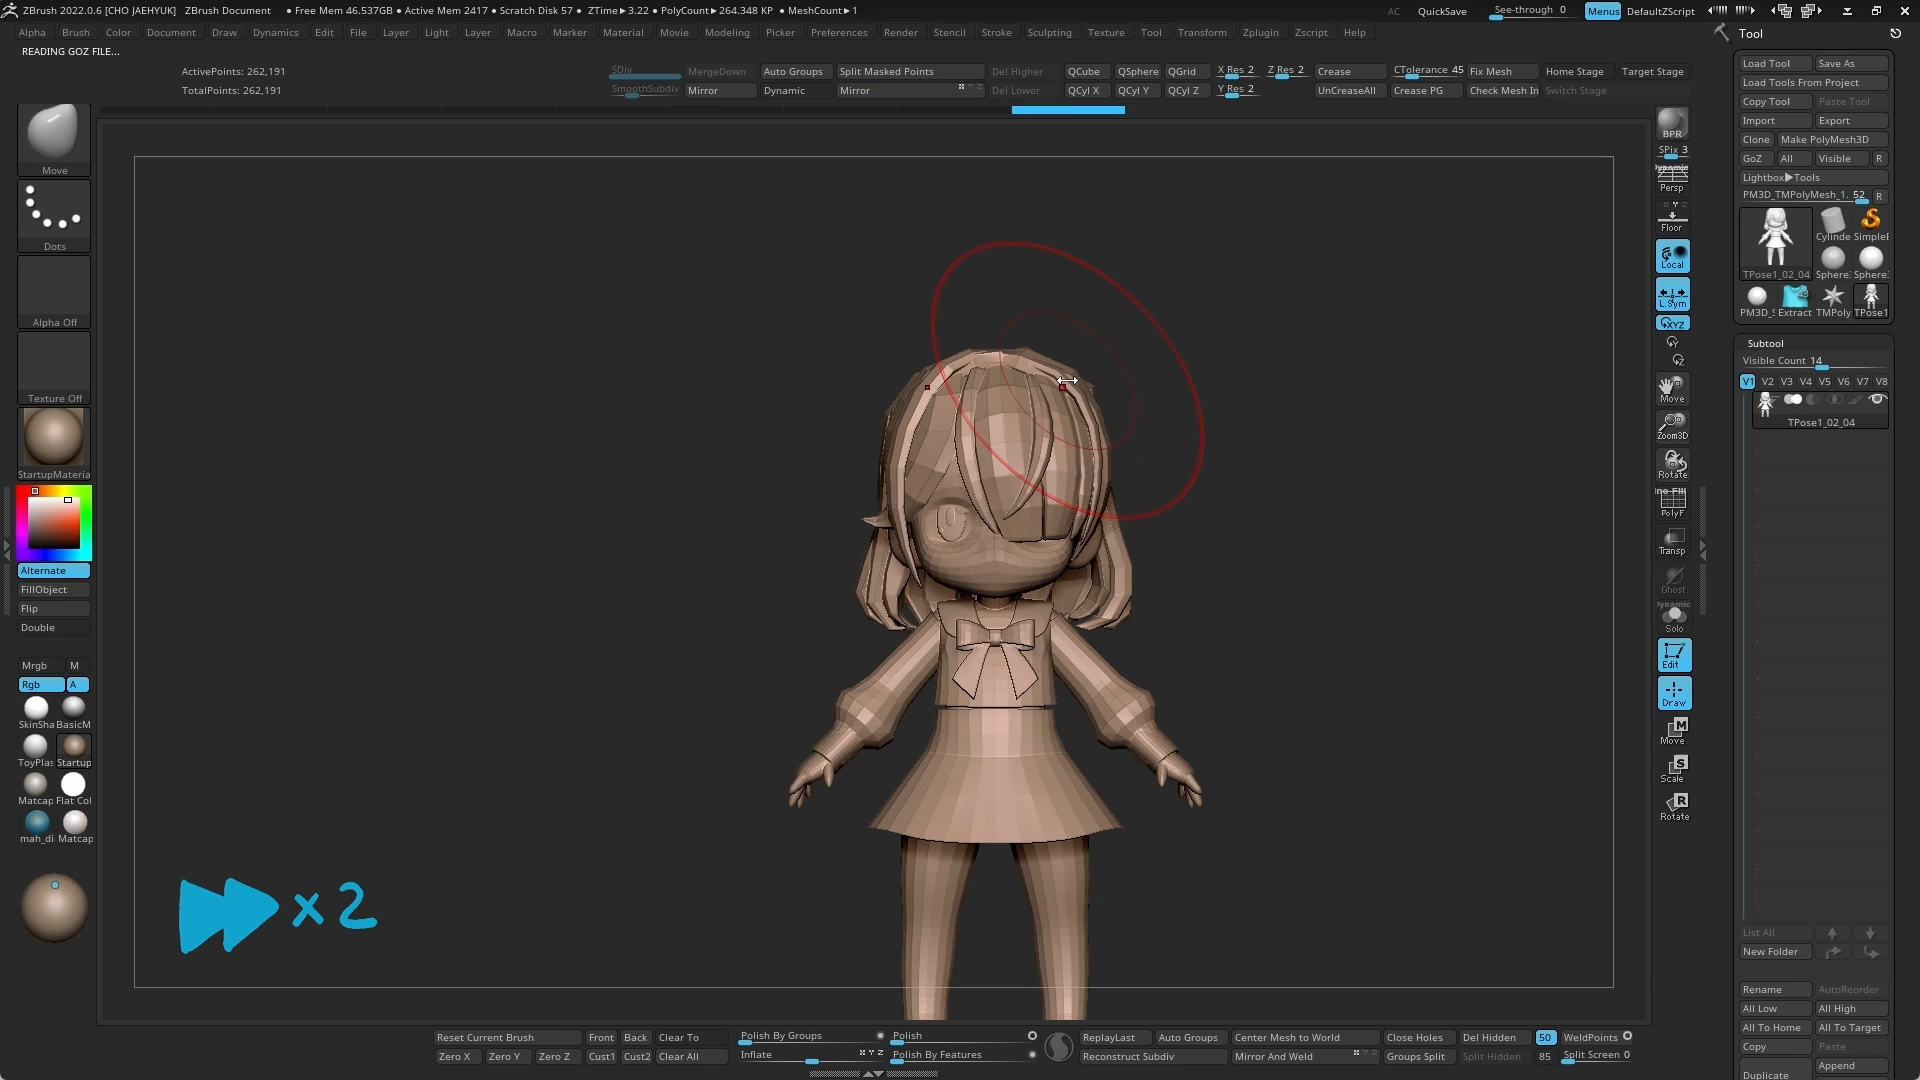 ZBrush 2022.0.6 [CHO JAEHYUK] ZBrush Document • Free Mem 46.537GB • Active Mem 2417 • Scratch Disk 57 • ZTime▶3.22 • PolyCount▶264.348 KP • MeshCount▶1 AC QuickSave See-through 0 Menus DefaultZScript
Alpha Brush Color Document Draw Dynamics Edit File Layer Light Layer Macro Marker Material Movie Modeling Picker Preferences Render Stencil Stroke Sculpting Texture Tool Transform Zplugin Zscript Help
READING GOZ FILE...
ActivePoints: 262,191
TotalPoints: 262,191
SDiv MergeDown Auto Groups Split Masked Points Del Higher QCube QSphere QGrid X Res 2 Z Res 2 Crease CTolerance 45 Fix Mesh Home Stage Target Stage
SmoothSubdiv Mirror Dynamic Mirror Del Lower QCyl X QCyl Y QCyl Z Y Res 2 UnCreaseAll Crease PG Check Mesh In Switch Stage
Move
Dots
Alpha Off
Texture Off
StartupMateria
Alternate
FillObject
Flip
Double
Mrgb M
Rgb A
SkinSha BasicM
ToyPlas Startup
Matcap Flat Col
mah_di Matcap
x 2
BPR
SPix 3
Dynamic
Persp
Floor
Local
L.Sym
XYZ
Y
Z
Move
Zoom3D
Rotate
ine Fill
PolyF
Transp
Ghost
Dynamic
Solo
Edit
Draw
Move
Scale
Rotate
Tool
Load Tool Save As
Load Tools From Project
Copy Tool Paste Tool
Import Export
Clone Make PolyMesh3D
GoZ All Visible R
Lightbox▶Tools
PM3D_TMPolyMesh_1. 52 R
Cylinde SimpleB
TPose1_02_04 Sphere: Sphere:
43
PM3D_S Extract TMPoly TPose1
Subtool
Visible Count 14
V1 V2 V3 V4 V5 V6 V7 V8
TPose1_02_04
List All
New Folder
Rename AutoReorder
All Low All High
All To Home All To Target
Copy Paste
Append
Duplicate
Reset Current Brush Front Back Clear To Polish By Groups Polish ReplayLast Auto Groups Center Mesh to World Close Holes Del Hidden 50 WeldPoints
Zero X Zero Y Zero Z Cust1 Cust2 Clear All Inflate Polish By Features Reconstruct Subdiv Mirror And Weld Groups Split Split Hidden 85 Split Screen 0